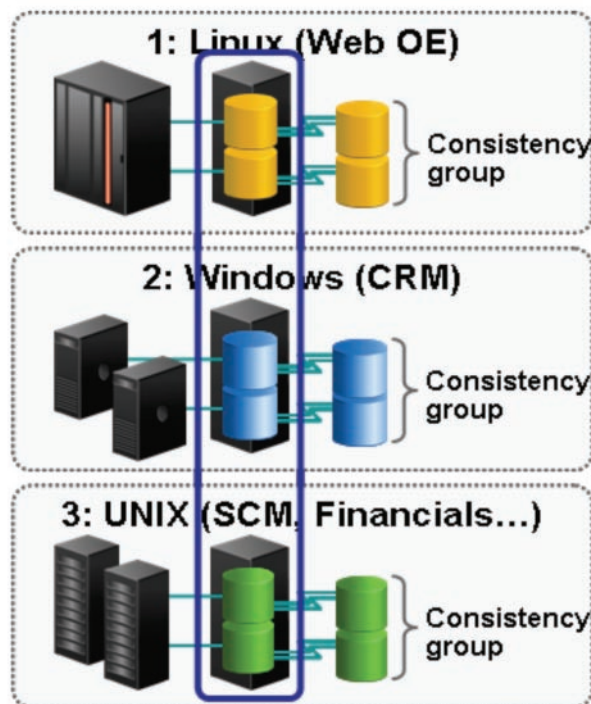 1: Linux (Web OE)
Consistency
group
2: Windows (CRM)
Consistency
group
3: UNIX (SCM, Financials…)
Consistency
group